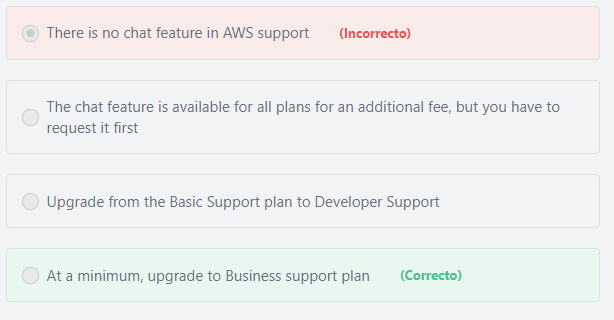 There is no chat feature in AWS support (Incorrecto)
The chat feature is available for all plans for an additional fee, but you have to
request it first
Upgrade from the Basic Support plan to Developer Support
At a minimum, upgrade to Business support plan (Correcto)